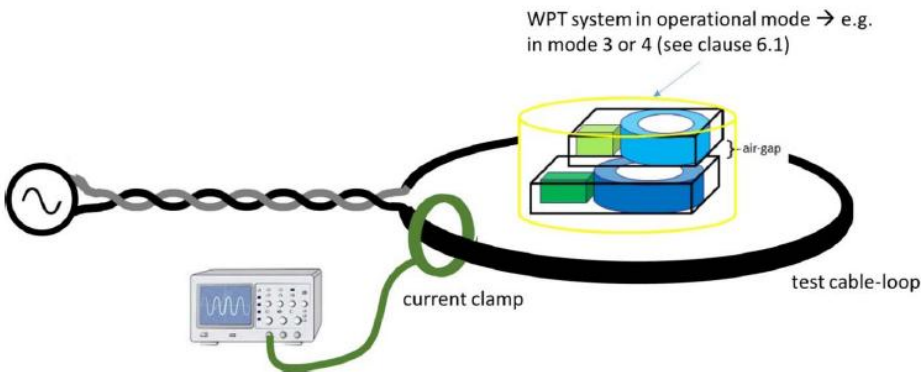 WPT system in operational mode → e.g.
in mode 3 or 4 (see clause 6.1)
air-gap
current clamp
test cable-loop